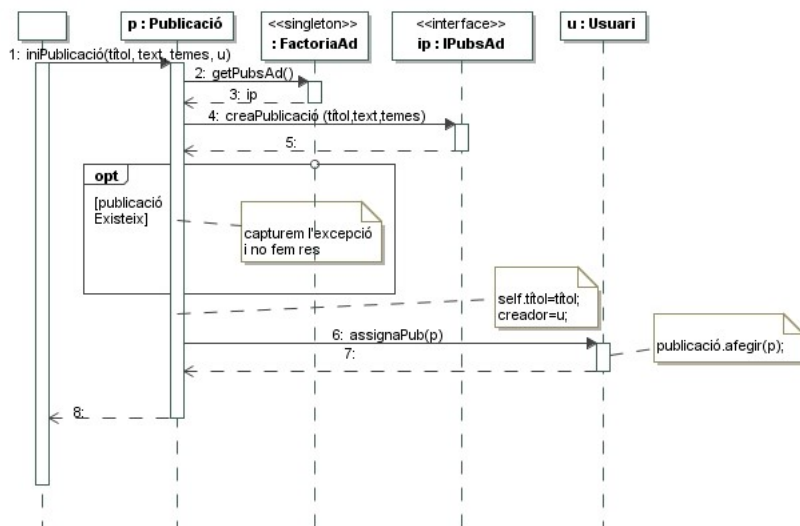 p : Publicació
<<singleton>>
: FactoriaAd
<<interface>>
ip : IPubsAd
u : Usuari
1: iniPublicació(títol, text, temes, u)
2: getPubsAd()
3: ip
4: creaPublicació (títol,text,temes)
5:
opt
[publicació
Existeix]
capturem l'excepció
i no fem res
self.títol=títol;
creador=u;
6: assignaPub(p)
7:
publicació.afegir(p);
8: